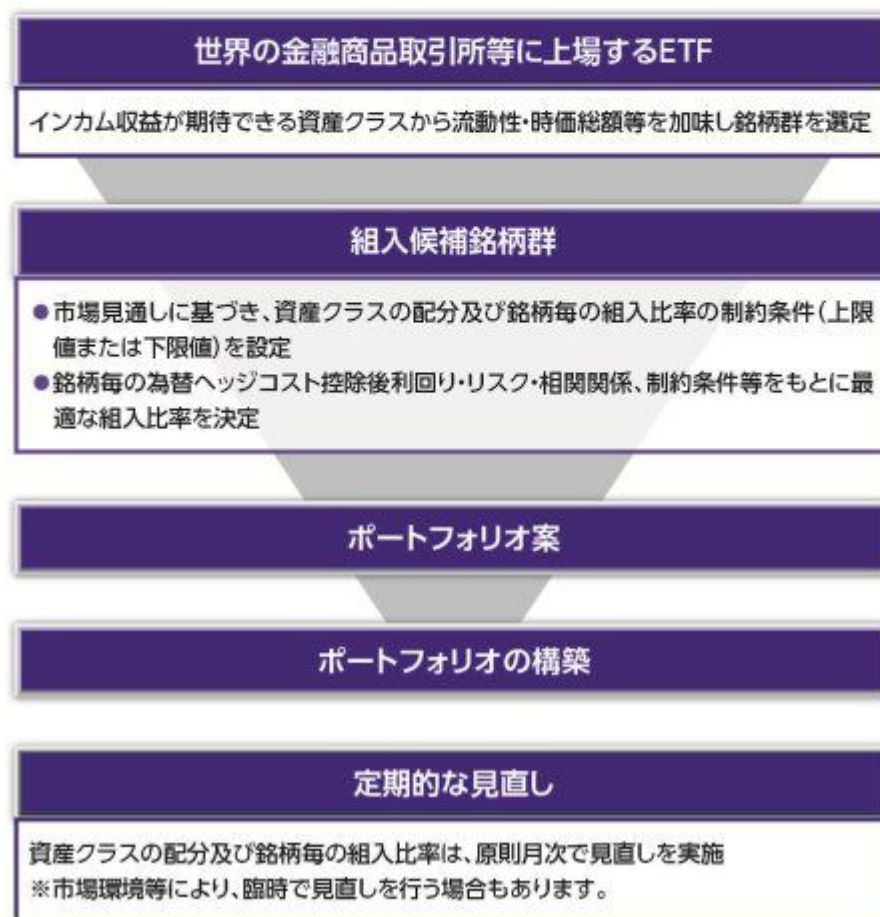 世界の金融商品取引所等に上場するETF
インカム収益が期待できる資産クラスから流動性・時価総額等を加味し銘柄群を選定
組入候補銘柄群
●市場見通しに基づき、資産クラスの配分及び銘柄毎の組入比率の制約条件(上限
値または下限値)を設定
●銘柄毎の為替ヘッジコスト控除後利回り・リスク・相関関係、制約条件等をもとに最
適な組入比率を決定
ポートフォリオ案
ポートフォリオの構築
定期的な見直し
資産クラスの配分及び銘柄毎の組入比率は、原則月次で見直しを実施
※市場環境等により、臨時で見直しを行う場合もあります。